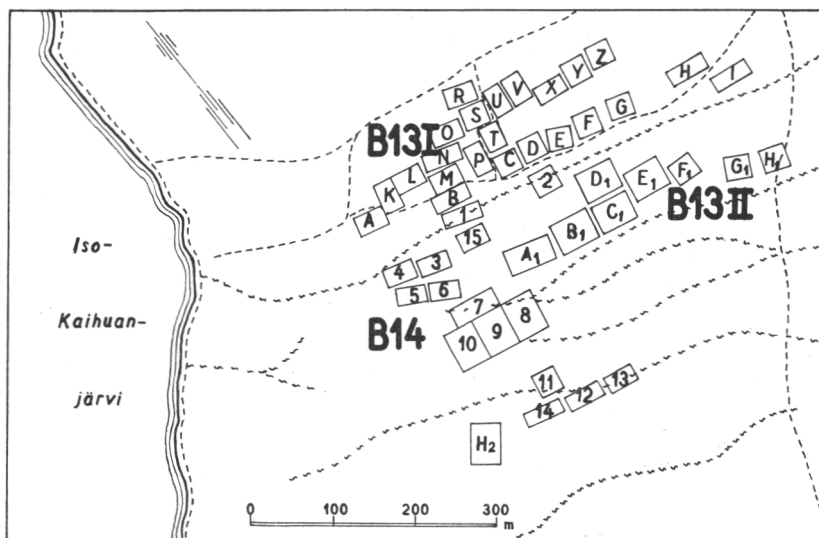 Z
Y
H
I
V
X
R
U
G
S
F
O
T
E
D
B13I
N
P
C
L
M
2
D₁
E₁
F₁
G₁
H₁
K
B
B13II
A
1
C₁
B₁
15
A₁
Iso-
4
3
5
6
7
8
Kaihuan-
B14
9
10
11
13
järvi
12
14
H₂
0 100 200 300 m